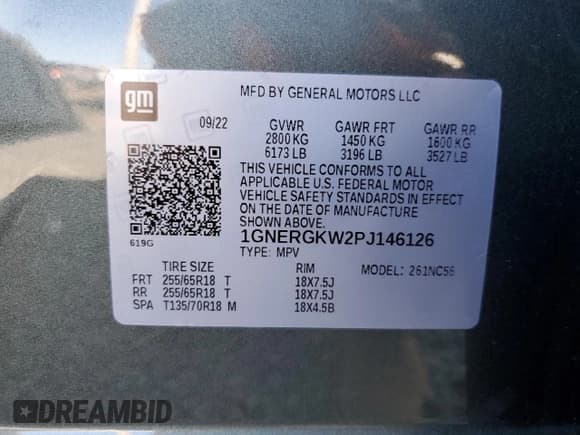 gm
MFD BY GENERAL MOTORS LLC
09/22 GVWR GAWR FRT GAWR RR
2800 KG 1450 KG 1600 KG
6173 LB 3196 LB 3527 LB
THIS VEHICLE CONFORMS TO ALL
APPLICABLE U.S. FEDERAL MOTOR
VEHICLE SAFETY STANDARDS IN EFFECT
ON THE DATE OF MANUFACTURE
SHOWN ABOVE.
619G
1GNERGKW2PJ146126
TYPE: MPV MODEL: 261NC56
TIRE SIZE RIM
FRT 255/65R18 T 18X7.5J
RR 255/65R18 T 18X7.5J
SPA T135/70R18 M 18X4.5B
DREAMBID